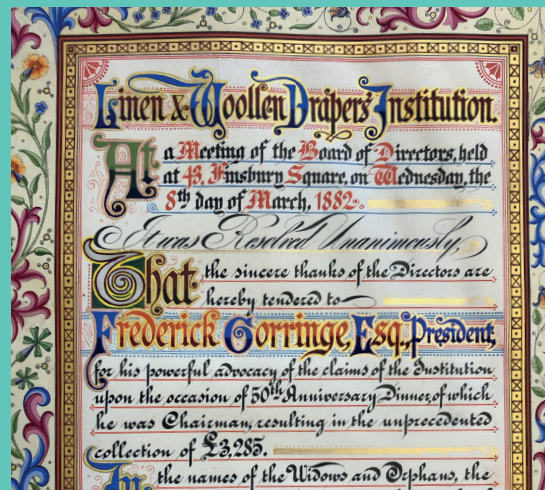 Linen & Woollen Drapers' Institution.
At a Meeting of the Board of Directors, held
at 43, Finsbury Square, on Wednesday, the
8th day of March, 1882.
It was Resolved Unanimously,
That the sincere thanks of the Directors are
hereby tendered to
Frederick Gorringe, Esq., President,
for his powerful advocacy of the claims of the Institution
upon the occasion of 50th Anniversary Dinner, of which
he was Chairman, resulting in the unprecedented
collection of £3,285.
In the names of the Widows and Orphans, the